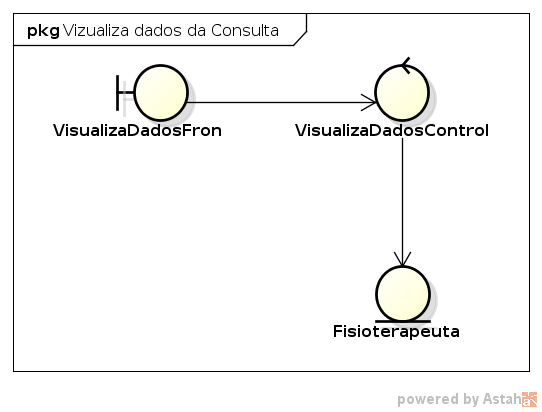 pkg Vizualiza dados da Consulta
VisualizaDadosFron
VisualizaDadosControl
Fisioterapeuta
powered by Astah